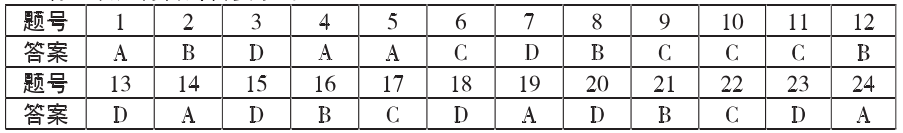 题号 1 2 3 4 5 6 7 8 9 10 11 12
答案 A B D A A C D B C C C B
题号 13 14 15 16 17 18 19 20 21 22 23 24
答案 D A D B C D A D B C D A